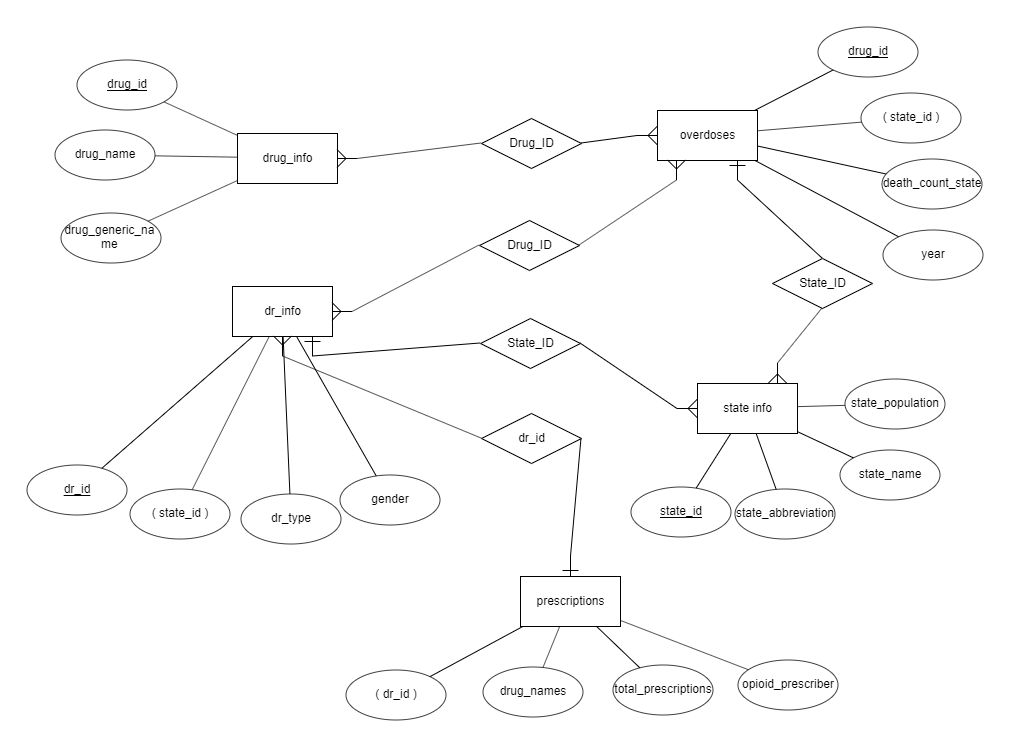 drug_id
drug_id
( state_id )
overdoses
Drug_ID
drug_name
drug_info
death_count_state
drug_generic_na
me
Drug_ID
year
State_ID
dr_info
State_ID
state_population
state info
dr_id
state_name
dr_id
gender
( state_id )
dr_type
state_id
state_abbreviation
prescriptions
( dr_id )
drug_names
total_prescriptions
opioid_prescriber